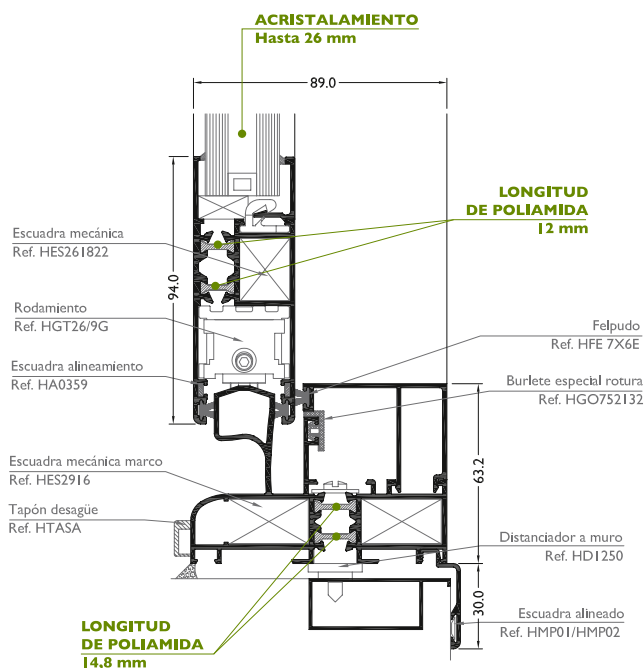 ACRISTALAMIENTO
Hasta 26 mm
89.0
LONGITUD
DE POLIAMIDA
12 mm
Escuadra mecánica
Ref. HES261822
94.0
Rodamiento
Ref. HGT26/9G
Felpudo
Ref. HFE 7X6E
Escuadra alineamiento
Ref. HA0359
Burlete especial rotura
Ref. HGO752132
63.2
Escuadra mecánica marco
Ref. HES2916
Tapón desagüe
Ref. HTASA
Distanciador a muro
Ref. HD1250
30.0
Escuadra alineado
Ref. HMP01/HMP02
LONGITUD
DE POLIAMIDA
14,8 mm